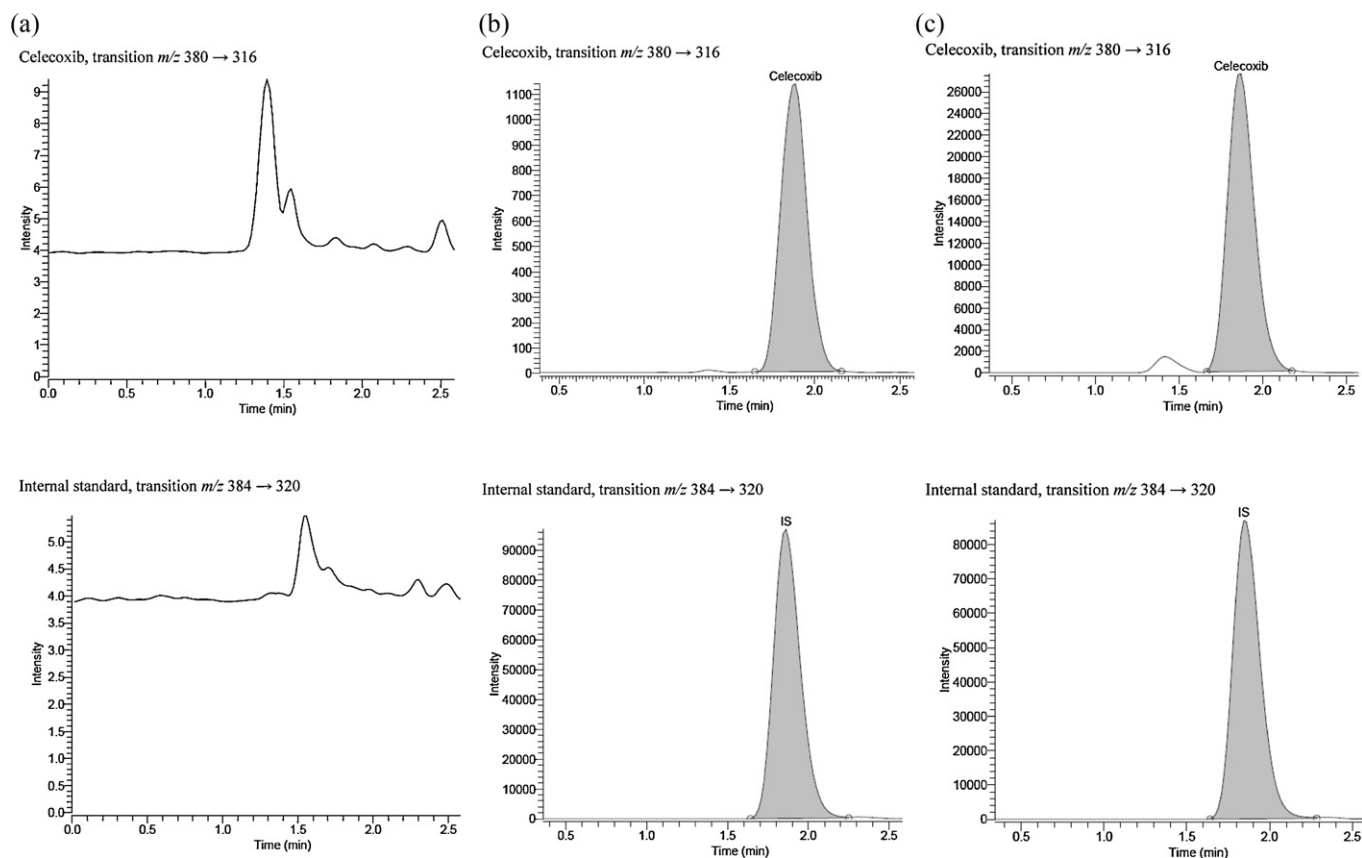 (a)
Celecoxib, transition m/z 380 → 316
9
8
7
6
5
4
3
2
1
0
Intensity
0.0 0.5 1.0 1.5 2.0 2.5
Time (min)
(b)
Celecoxib, transition m/z 380 → 316
Celecoxib
1100
1000
900
800
700
600
500
400
300
200
100
0
Intensity
0.5 1.0 1.5 2.0 2.5
Time (min)
(c)
Celecoxib, transition m/z 380 → 316
Celecoxib
26000
24000
22000
20000
18000
16000
14000
12000
10000
8000
6000
4000
2000
0
Intensity
0.5 1.0 1.5 2.0 2.5
Time (min)
Internal standard, transition m/z 384 → 320
5.0
4.5
4.0
3.5
3.0
2.5
2.0
1.5
1.0
0.5
0.0
Intensity
0.0 0.5 1.0 1.5 2.0 2.5
Time (min)
Internal standard, transition m/z 384 → 320
IS
90000
80000
70000
60000
50000
40000
30000
20000
10000
0
Intensity
0.5 1.0 1.5 2.0 2.5
Time (min)
Internal standard, transition m/z 384 → 320
IS
80000
70000
60000
50000
40000
30000
20000
10000
0
Intensity
0.5 1.0 1.5 2.0 2.5
Time (min)